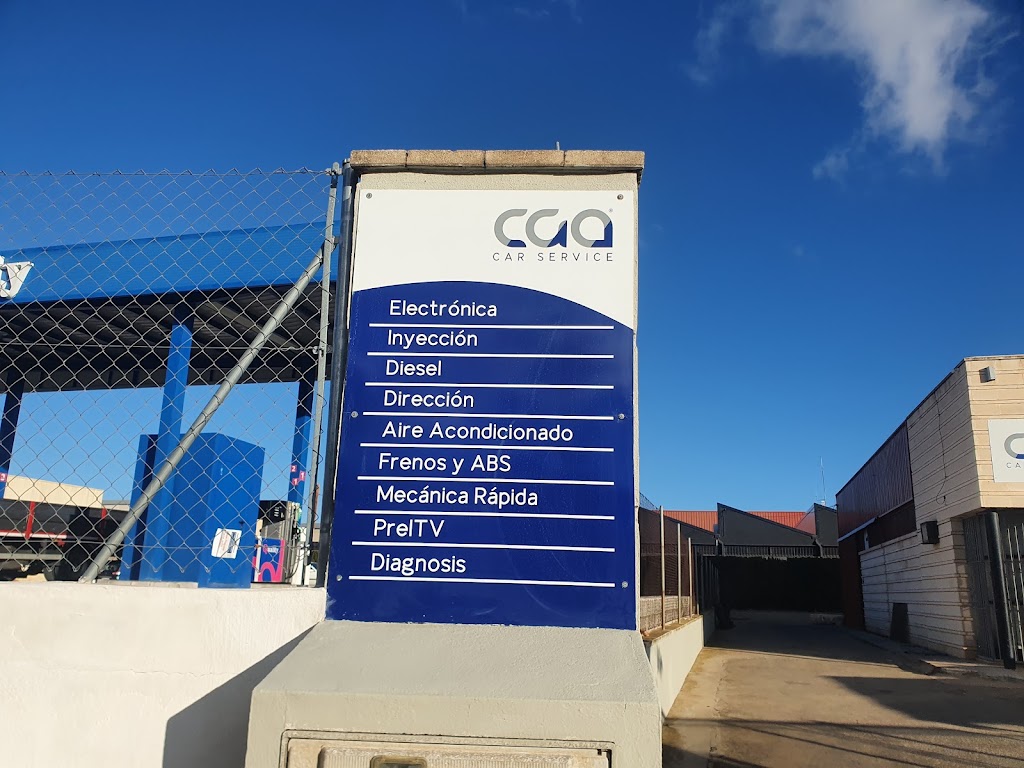 CGA
CAR SERVICE
Electrónica
Inyección
Diesel
Dirección
Aire Acondicionado
Frenos y ABS
Mecánica Rápida
PreITV
Diagnosis